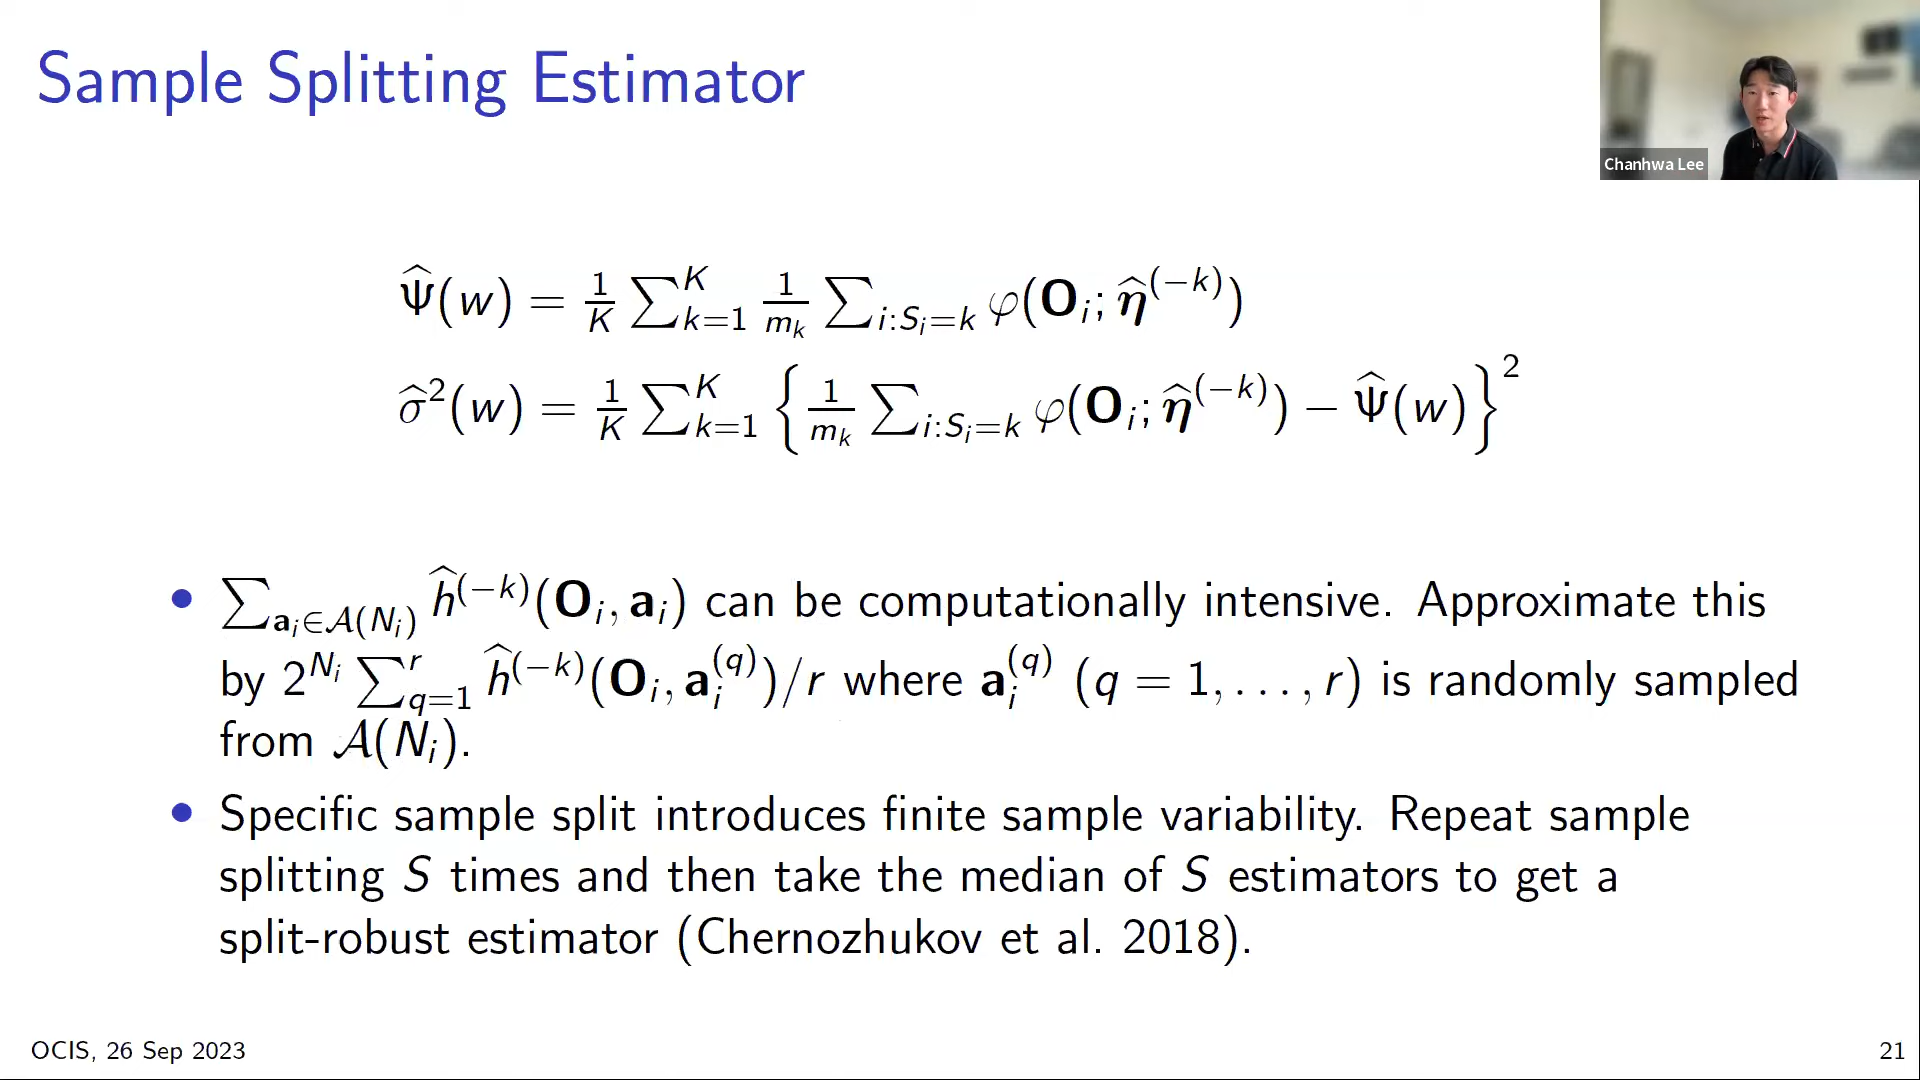 Sample Splitting Estimator
Chanhwa Lee
Ψ̂(w) = 1/K ∑_{k=1}^{K} 1/m_k ∑_{i:S_i=k} φ(O_i; η̂^{(−k)})
σ̂²(w) = 1/K ∑_{k=1}^{K} { 1/m_k ∑_{i:S_i=k} φ(O_i; η̂^{(−k)}) − Ψ̂(w) }²
• ∑_{a_i∈𝒜(N_i)} ĥ^{(−k)}(O_i, a_i) can be computationally intensive. Approximate this
by 2^{N_i} ∑_{q=1}^{r} ĥ^{(−k)}(O_i, a_i^{(q)})/r where a_i^{(q)} (q = 1, . . . , r) is randomly sampled
from 𝒜(N_i).
• Specific sample split introduces finite sample variability. Repeat sample
splitting S times and then take the median of S estimators to get a
split-robust estimator (Chernozhukov et al. 2018).
OCIS, 26 Sep 2023
21